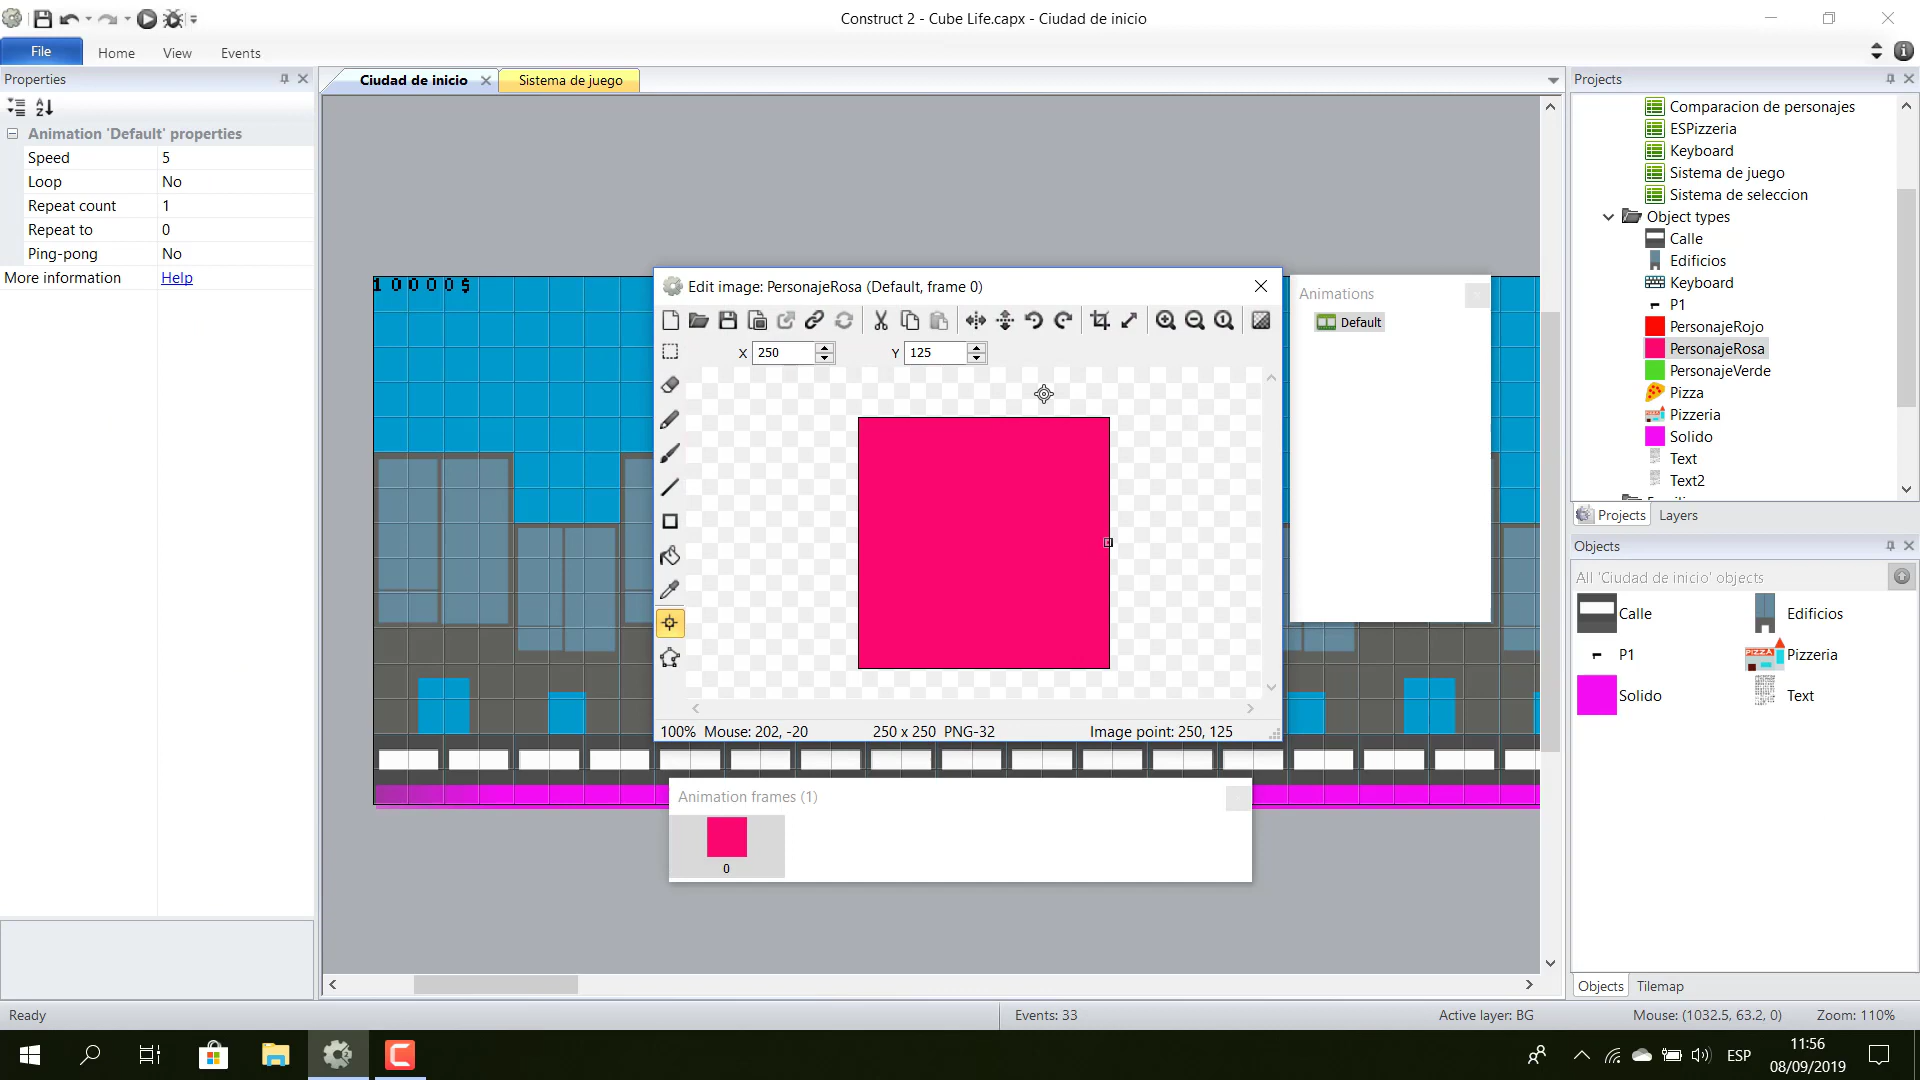 Construct 2 - Cube Life.capx - Ciudad de inicio
File
Home
View
Events
Properties
Animation 'Default' properties
Speed 5
Loop No
Repeat count 1
Repeat to 0
Ping-pong No
More information Help
Ciudad de inicio
Sistema de juego
10000$
Edit image: PersonajeRosa (Default, frame 0)
X 250
Y 125
100% Mouse: 202, -20
250 x 250 PNG-32
Image point: 250, 125
Animations
Default
Animation frames (1)
0
Projects
Comparacion de personajes
ESPizzeria
Keyboard
Sistema de juego
Sistema de seleccion
Object types
Calle
Edificios
Keyboard
P1
PersonajeRojo
PersonajeRosa
PersonajeVerde
Pizza
Pizzeria
Solido
Text
Text2
Projects
Layers
Objects
All 'Ciudad de inicio' objects
Calle
Edificios
P1
PIZZA
Pizzeria
Solido
Text
Objects
Tilemap
Ready
Events: 33
Active layer: BG
Mouse: (1032.5, 63.2, 0)
Zoom: 110%
ESP
11:56
08/09/2019